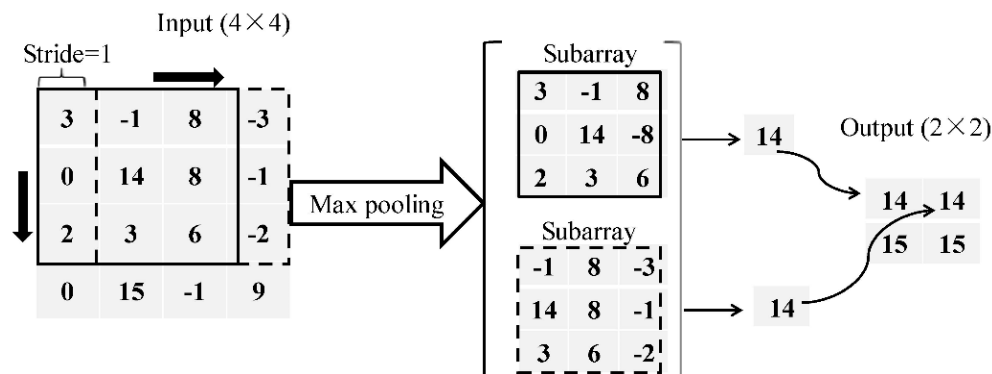 Input (4×4)
Stride=1
3 -1 8 -3
0 14 8 -1
2 3 6 -2
0 15 -1 9
Max pooling
Subarray
3 -1 8
0 14 -8
2 3 6
Subarray
-1 8 -3
14 8 -1
3 6 -2
14
14
Output (2×2)
14 14
15 15